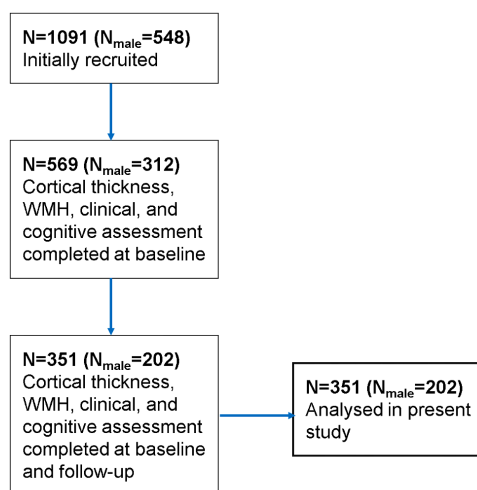 N=1091 (Nmale=548)
Initially recruited
N=569 (Nmale=312)
Cortical thickness,
WMH, clinical, and
cognitive assessment
completed at baseline
N=351 (Nmale=202)
Cortical thickness,
WMH, clinical, and
cognitive assessment
completed at baseline
and follow-up
N=351 (Nmale=202)
Analysed in present
study